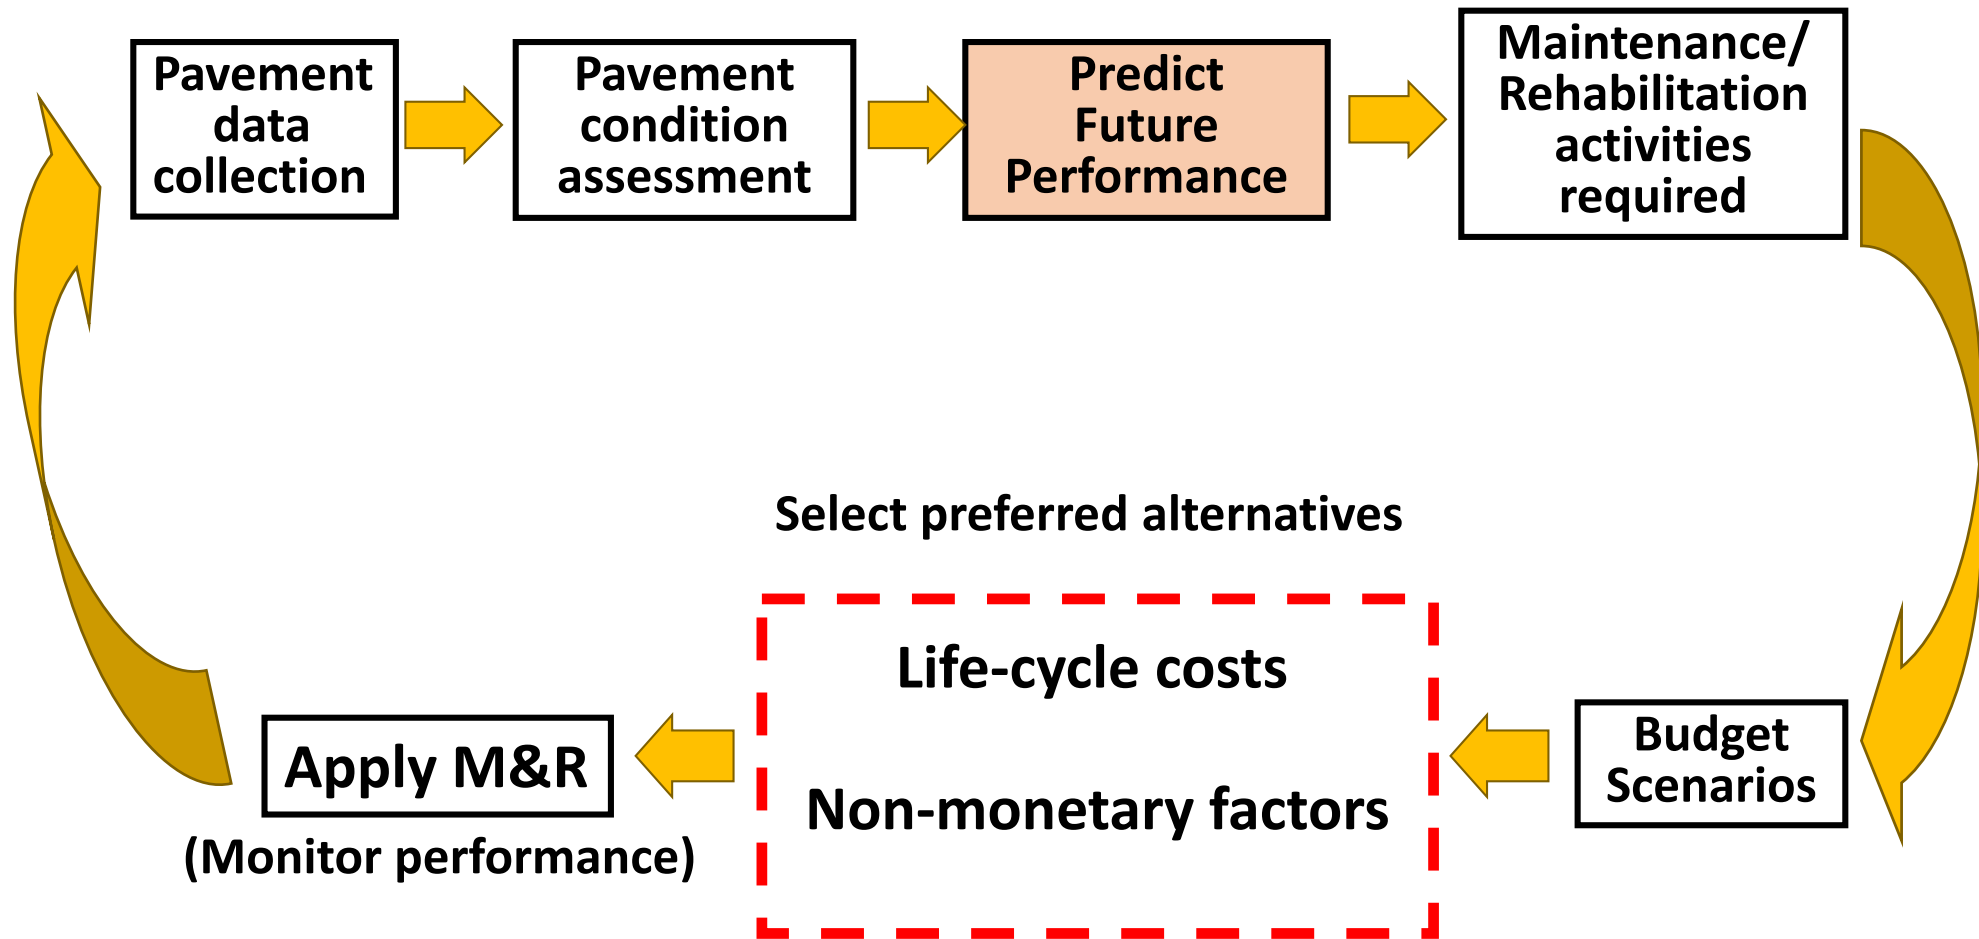 Pavement
data
collection
Pavement
condition
assessment
Predict
Future
Performance
Maintenance/
Rehabilitation
activities
required
Select preferred alternatives
Life-cycle costs
Non-monetary factors
Budget
Scenarios
Apply M&R
(Monitor performance)